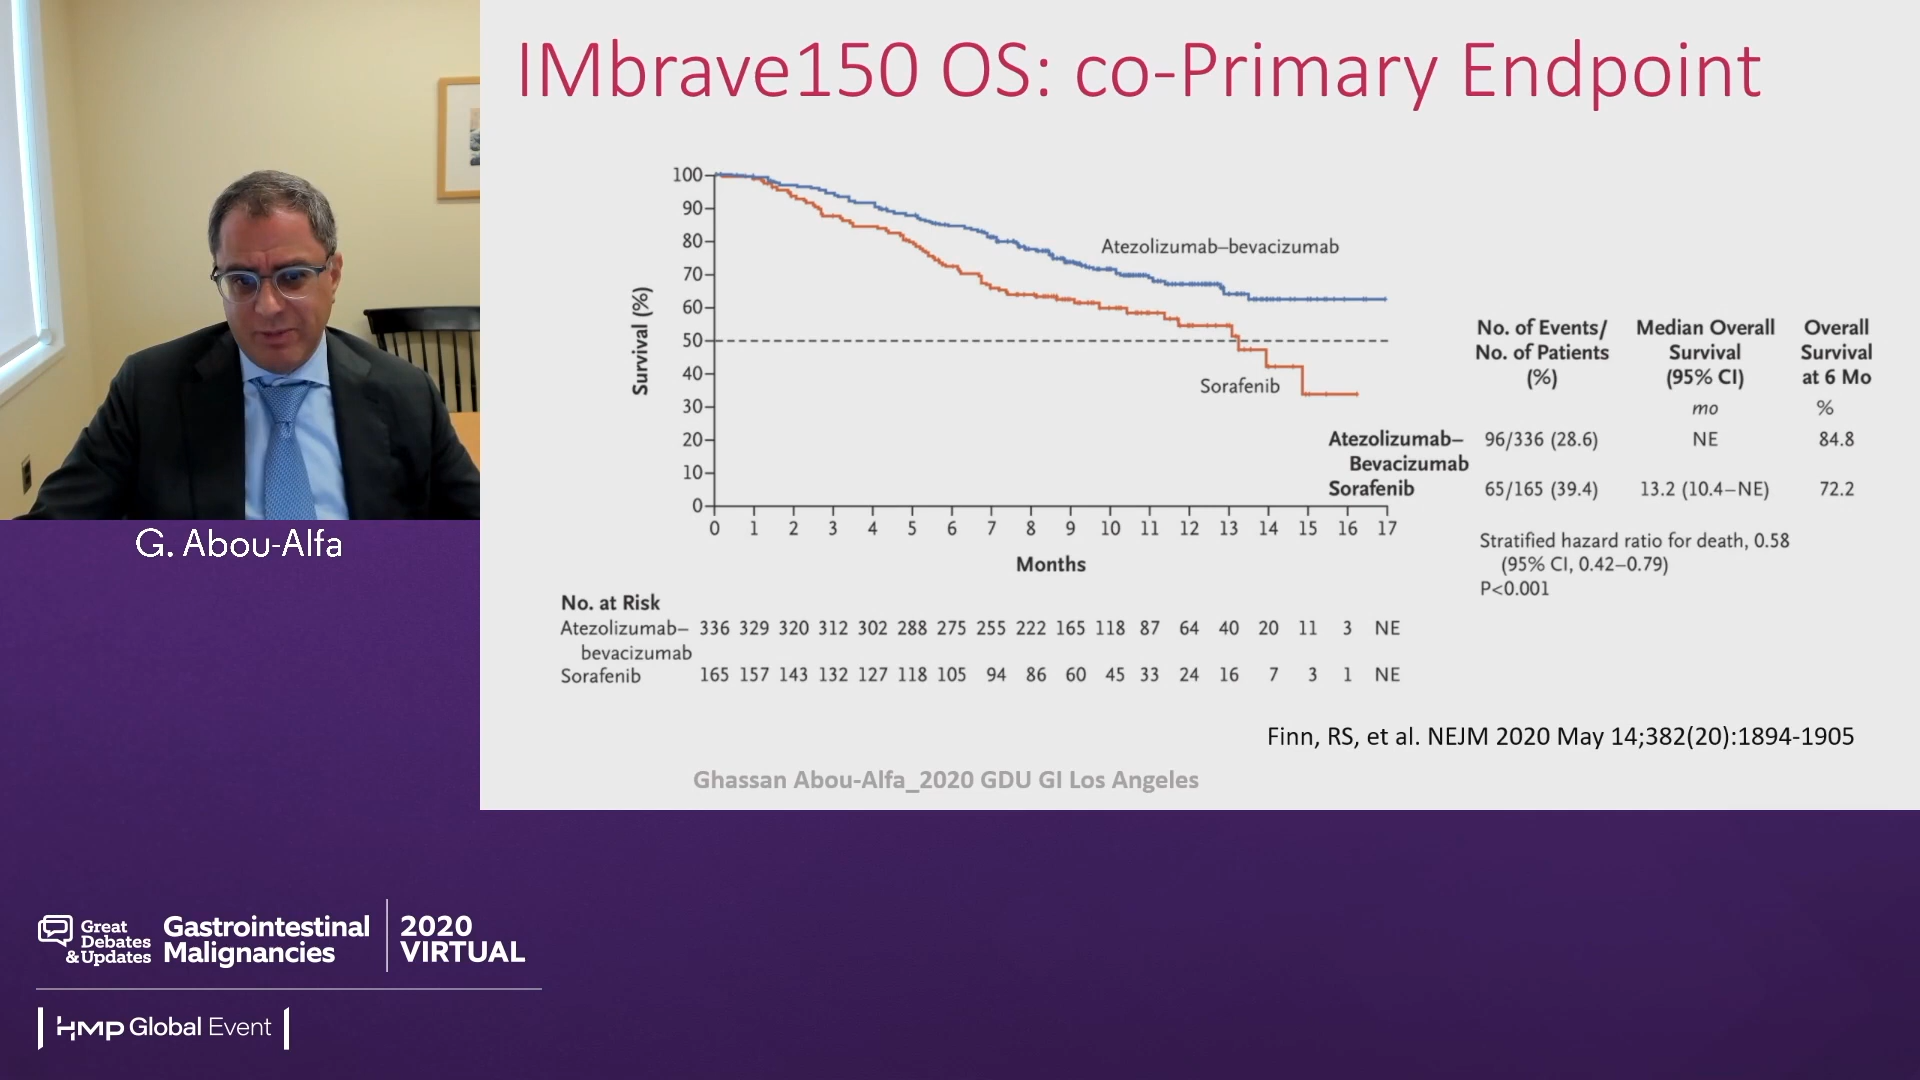 IMbrave150 OS: co-Primary Endpoint
100
90
80
70
60
50
40
30
20
10
0
Survival (%)
Atezolizumab–bevacizumab
Sorafenib
0 1 2 3 4 5 6 7 8 9 10 11 12 13 14 15 16 17
Months
No. of Events/ Median Overall Overall
No. of Patients Survival Survival
(%) (95% CI) at 6 Mo
mo %
Atezolizumab– 96/336 (28.6) NE 84.8
Bevacizumab
Sorafenib 65/165 (39.4) 13.2 (10.4–NE) 72.2
Stratified hazard ratio for death, 0.58
(95% CI, 0.42–0.79)
P<0.001
No. at Risk
Atezolizumab– 336 329 320 312 302 288 275 255 222 165 118 87 64 40 20 11 3 NE
bevacizumab
Sorafenib 165 157 143 132 127 118 105 94 86 60 45 33 24 16 7 3 1 NE
Finn, RS, et al. NEJM 2020 May 14;382(20):1894-1905
Ghassan Abou-Alfa_2020 GDU GI Los Angeles
G. Abou-Alfa
Great
Debates
&Updates
Gastrointestinal
Malignancies
2020
VIRTUAL
HMP Global Event